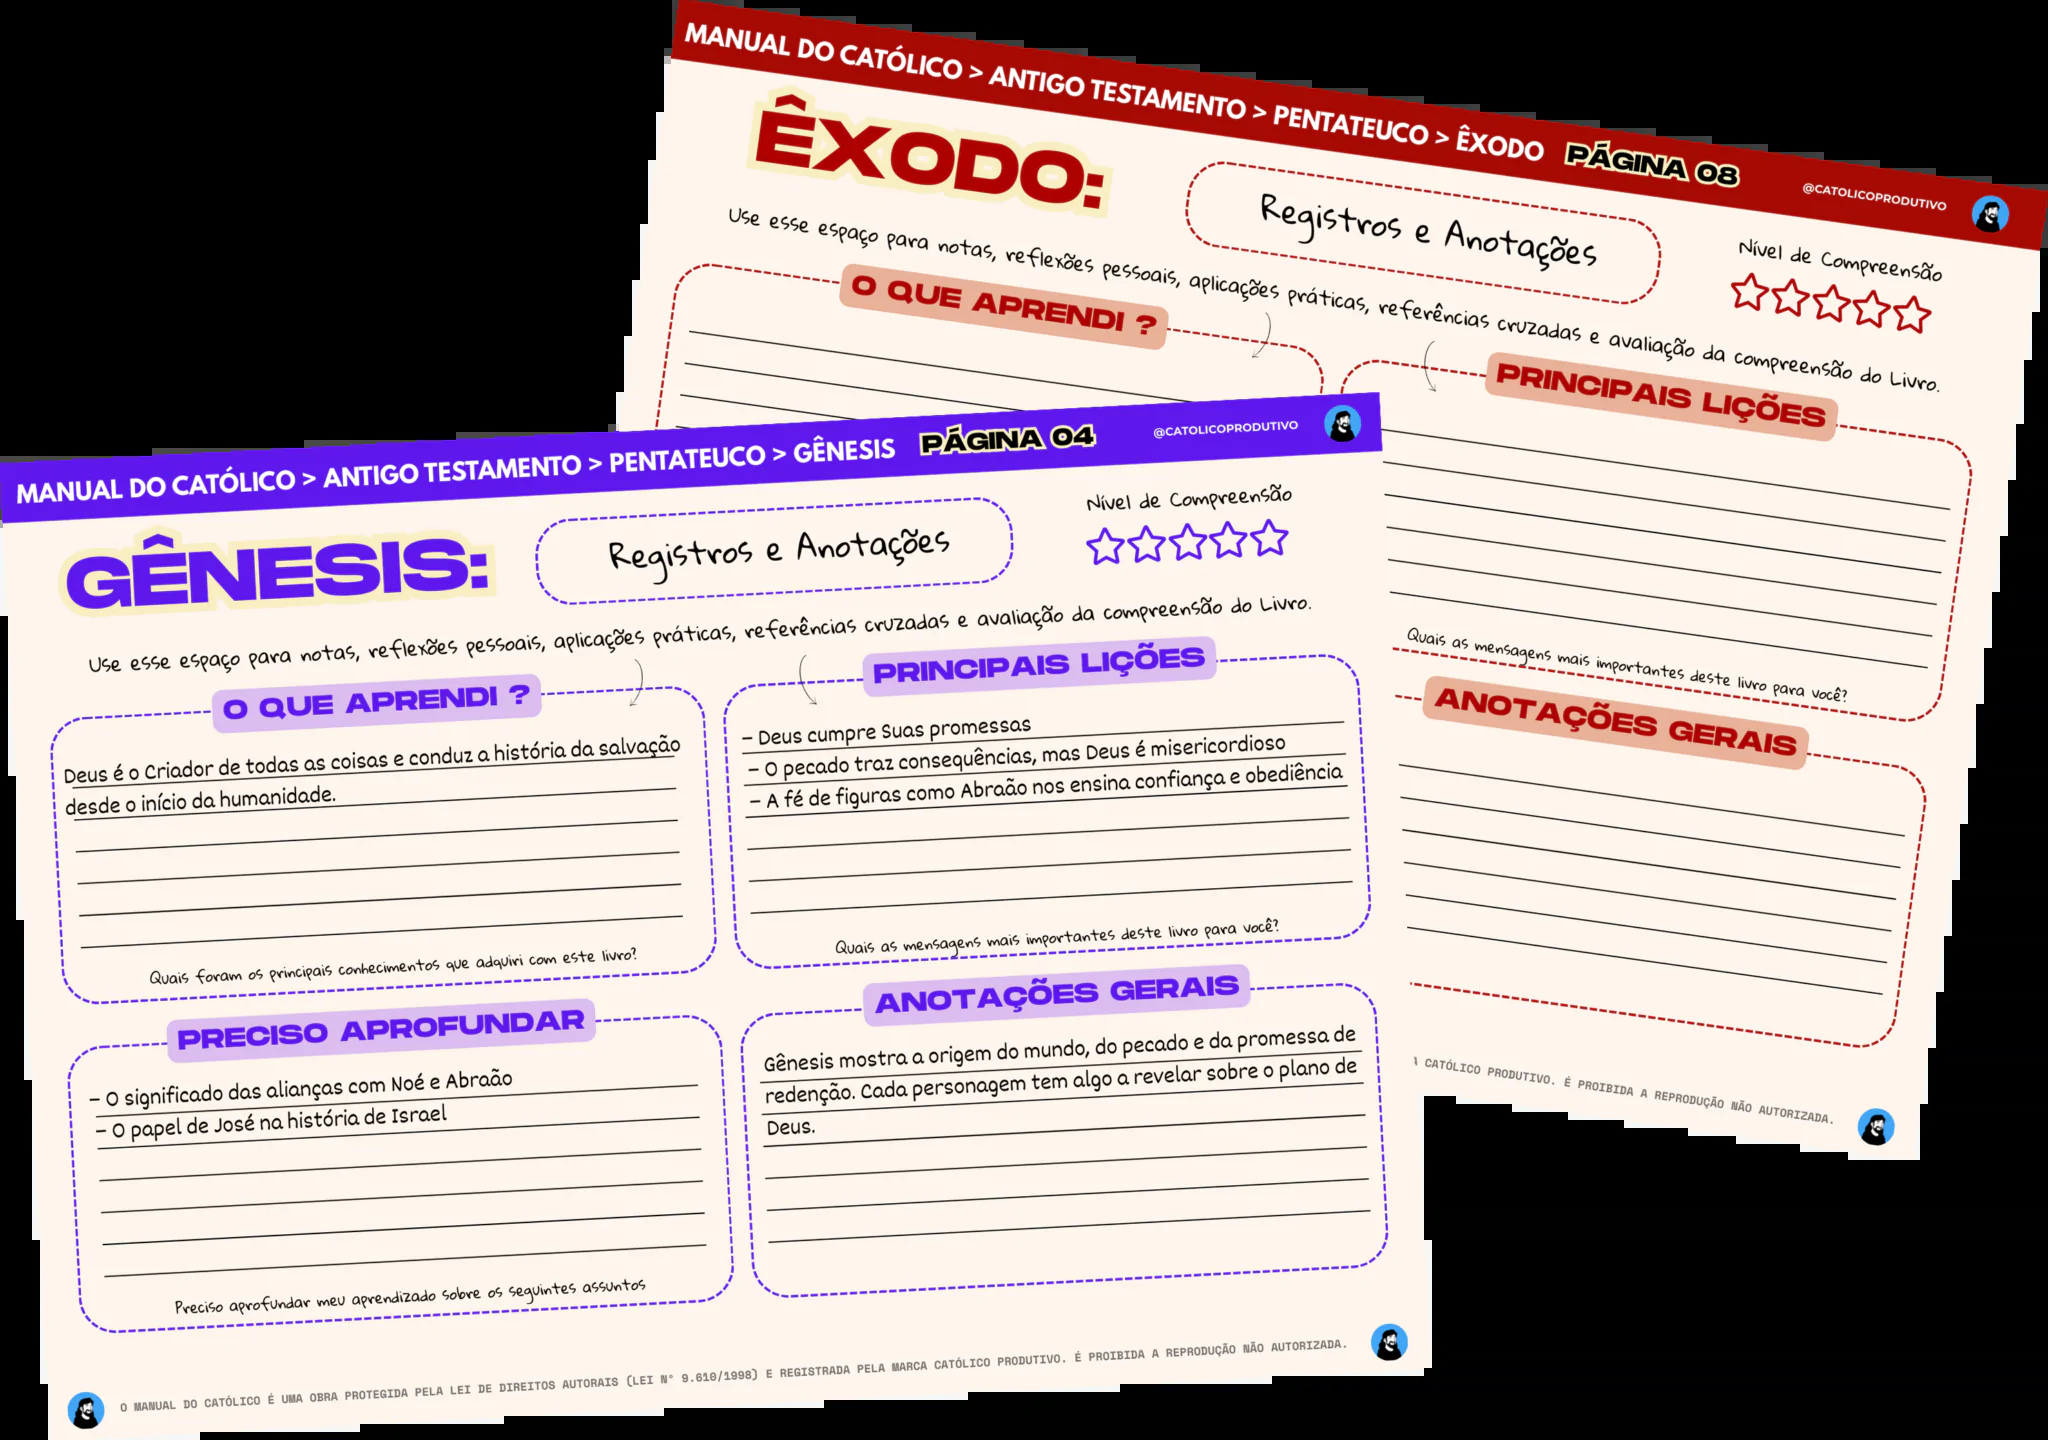 MANUAL DO CATÓLICO > ANTIGO TESTAMENTO > PENTATEUCO > ÊXODO PÁGINA 08 @CATOLICOPRODUTIVO
ÊXODO:
Registros e Anotações
Nível de Compreensão
Use esse espaço para notas, reflexões pessoais, aplicações práticas, referências cruzadas e avaliação da compreensão do Livro.
O QUE APRENDI ?
PRINCIPAIS LIÇÕES
Quais as mensagens mais importantes deste livro para você?
ANOTAÇÕES GERAIS
CATÓLICO PRODUTIVO. É PROIBIDA A REPRODUÇÃO NÃO AUTORIZADA.
MANUAL DO CATÓLICO > ANTIGO TESTAMENTO > PENTATEUCO > GÊNESIS PÁGINA 04 @CATOLICOPRODUTIVO
GÊNESIS:
Registros e Anotações
Nível de Compreensão
Use esse espaço para notas, reflexões pessoais, aplicações práticas, referências cruzadas e avaliação da compreensão do Livro.
O QUE APRENDI ?
Deus é o Criador de todas as coisas e conduz a história da salvação
desde o início da humanidade.
Quais foram os principais conhecimentos que adquiri com este livro?
PRINCIPAIS LIÇÕES
– Deus cumpre Suas promessas
– O pecado traz consequências, mas Deus é misericordioso
– A fé de figuras como Abraão nos ensina confiança e obediência
Quais as mensagens mais importantes deste livro para você?
PRECISO APROFUNDAR
– O significado das alianças com Noé e Abraão
– O papel de José na história de Israel
Preciso aprofundar meu aprendizado sobre os seguintes assuntos
ANOTAÇÕES GERAIS
Gênesis mostra a origem do mundo, do pecado e da promessa de
redenção. Cada personagem tem algo a revelar sobre o plano de
Deus.
O MANUAL DO CATÓLICO É UMA OBRA PROTEGIDA PELA LEI DE DIREITOS AUTORAIS (LEI N° 9.610/1998) E REGISTRADA PELA MARCA CATÓLICO PRODUTIVO. É PROIBIDA A REPRODUÇÃO NÃO AUTORIZADA.